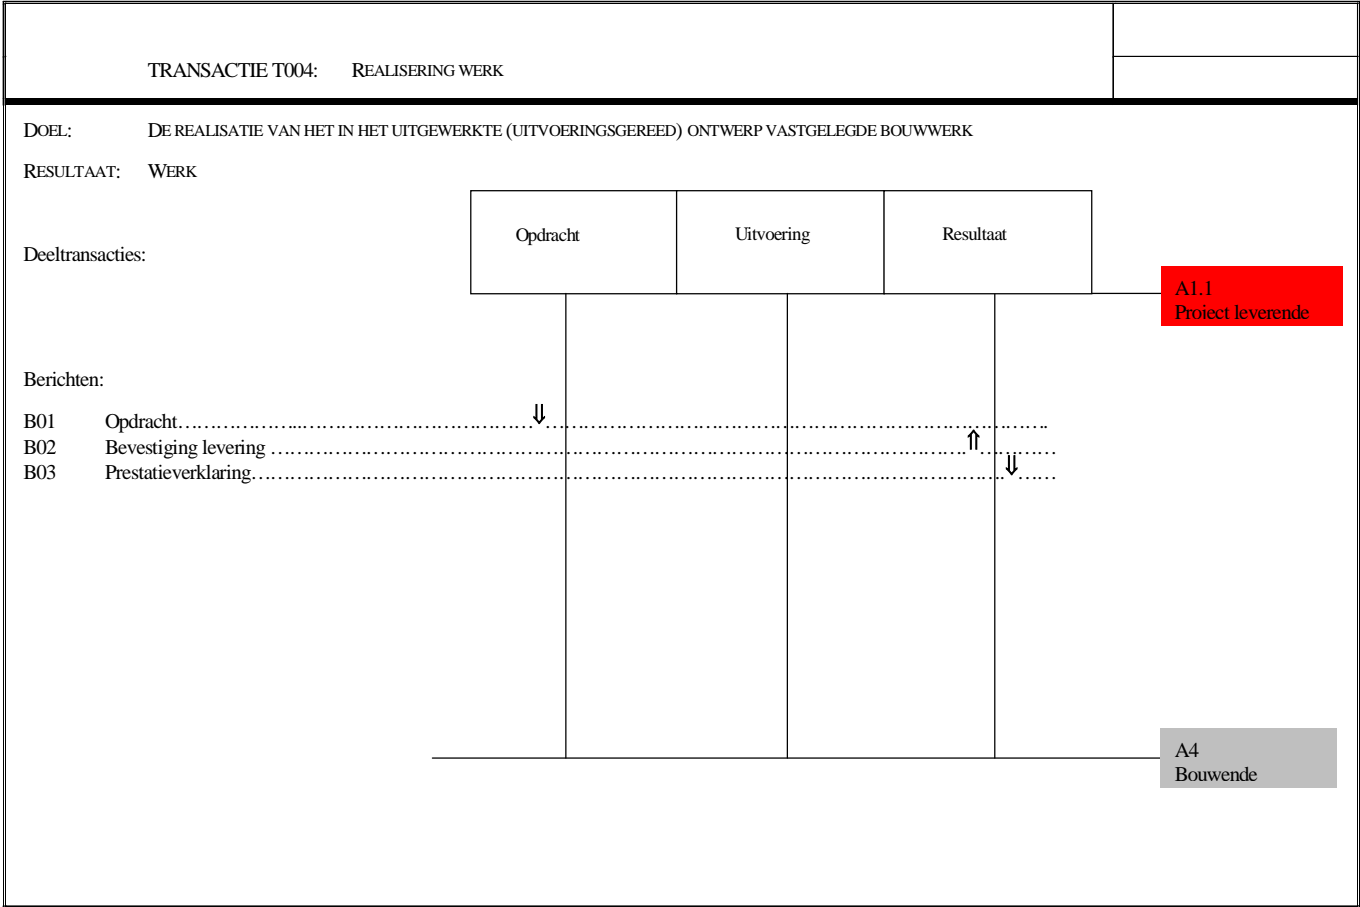 TRANSACTIE T004: REALISERING WERK
DOEL: DE REALISATIE VAN HET IN HET UITGEWERKTE (UITVOERINGSGEREED) ONTWERP VASTGELEGDE BOUWWERK
RESULTAAT: WERK
Opdracht Uitvoering Resultaat
Deeltransacties:
A1.1
Project leverende
Berichten:
B01 Opdracht……………………………………………⇓……………………………………………………………….
B02 Bevestiging levering ……………………………………………………………………………⇑…………
B03 Prestatieverklaring………………………………………………………………………………….⇓……
A4
Bouwende